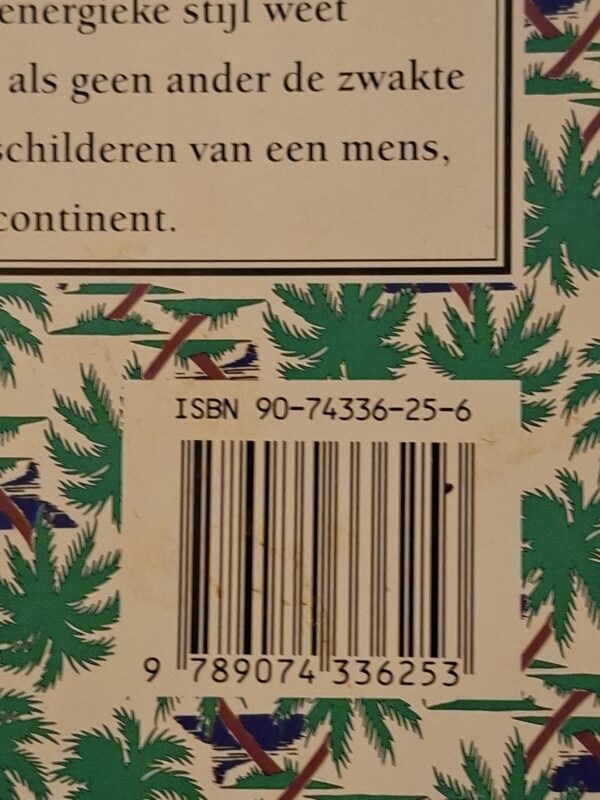 energieke stijl weet
als geen ander de zwakte
schilderen van een mens,
continent.
ISBN 90-74336-25-6
9 789074 336253